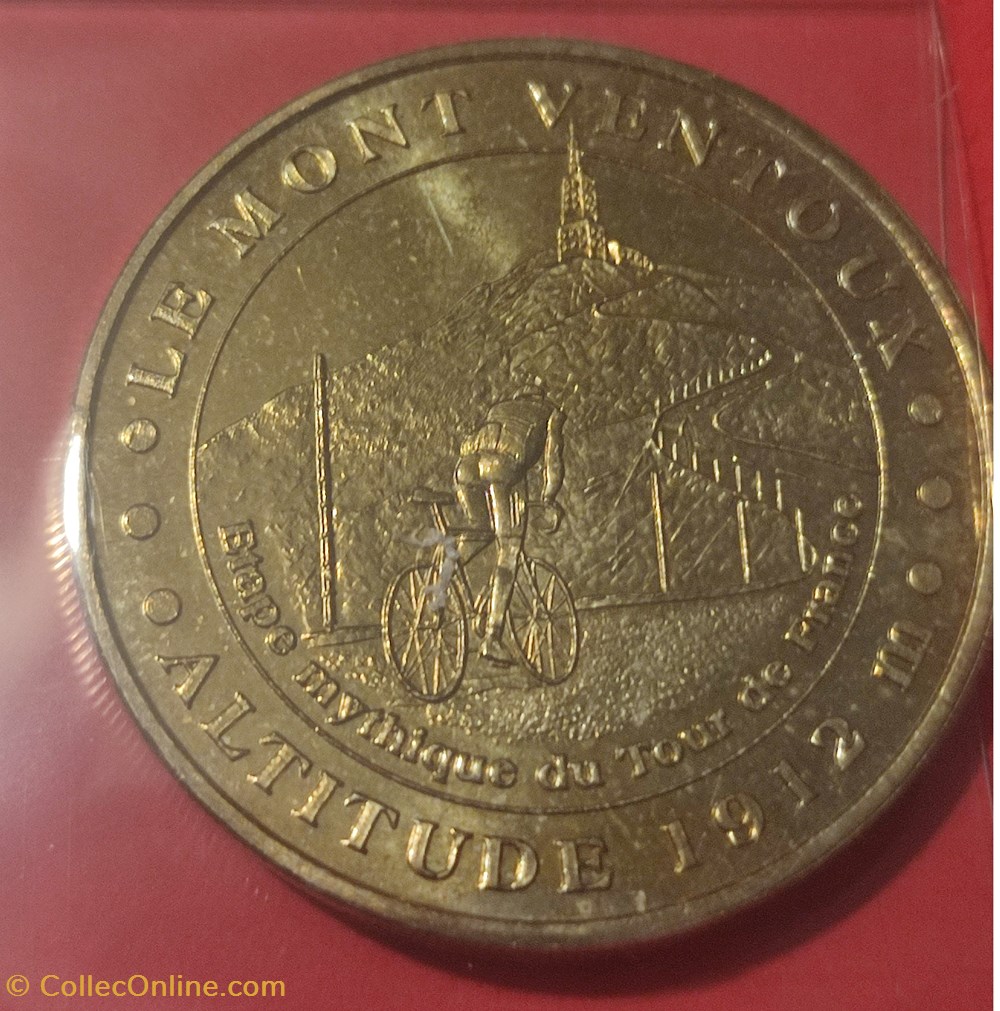 LE MONT VENTOUX
Etape mythique du Tour de France
ALTITUDE 1912 m
© CollecOnline.com